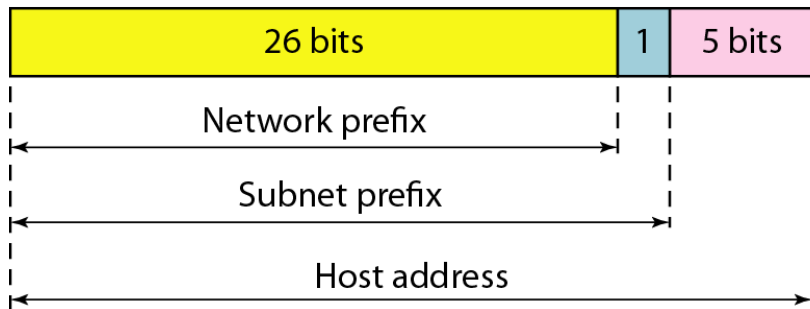 26 bits 1 5 bits
Network prefix
Subnet prefix
Host address